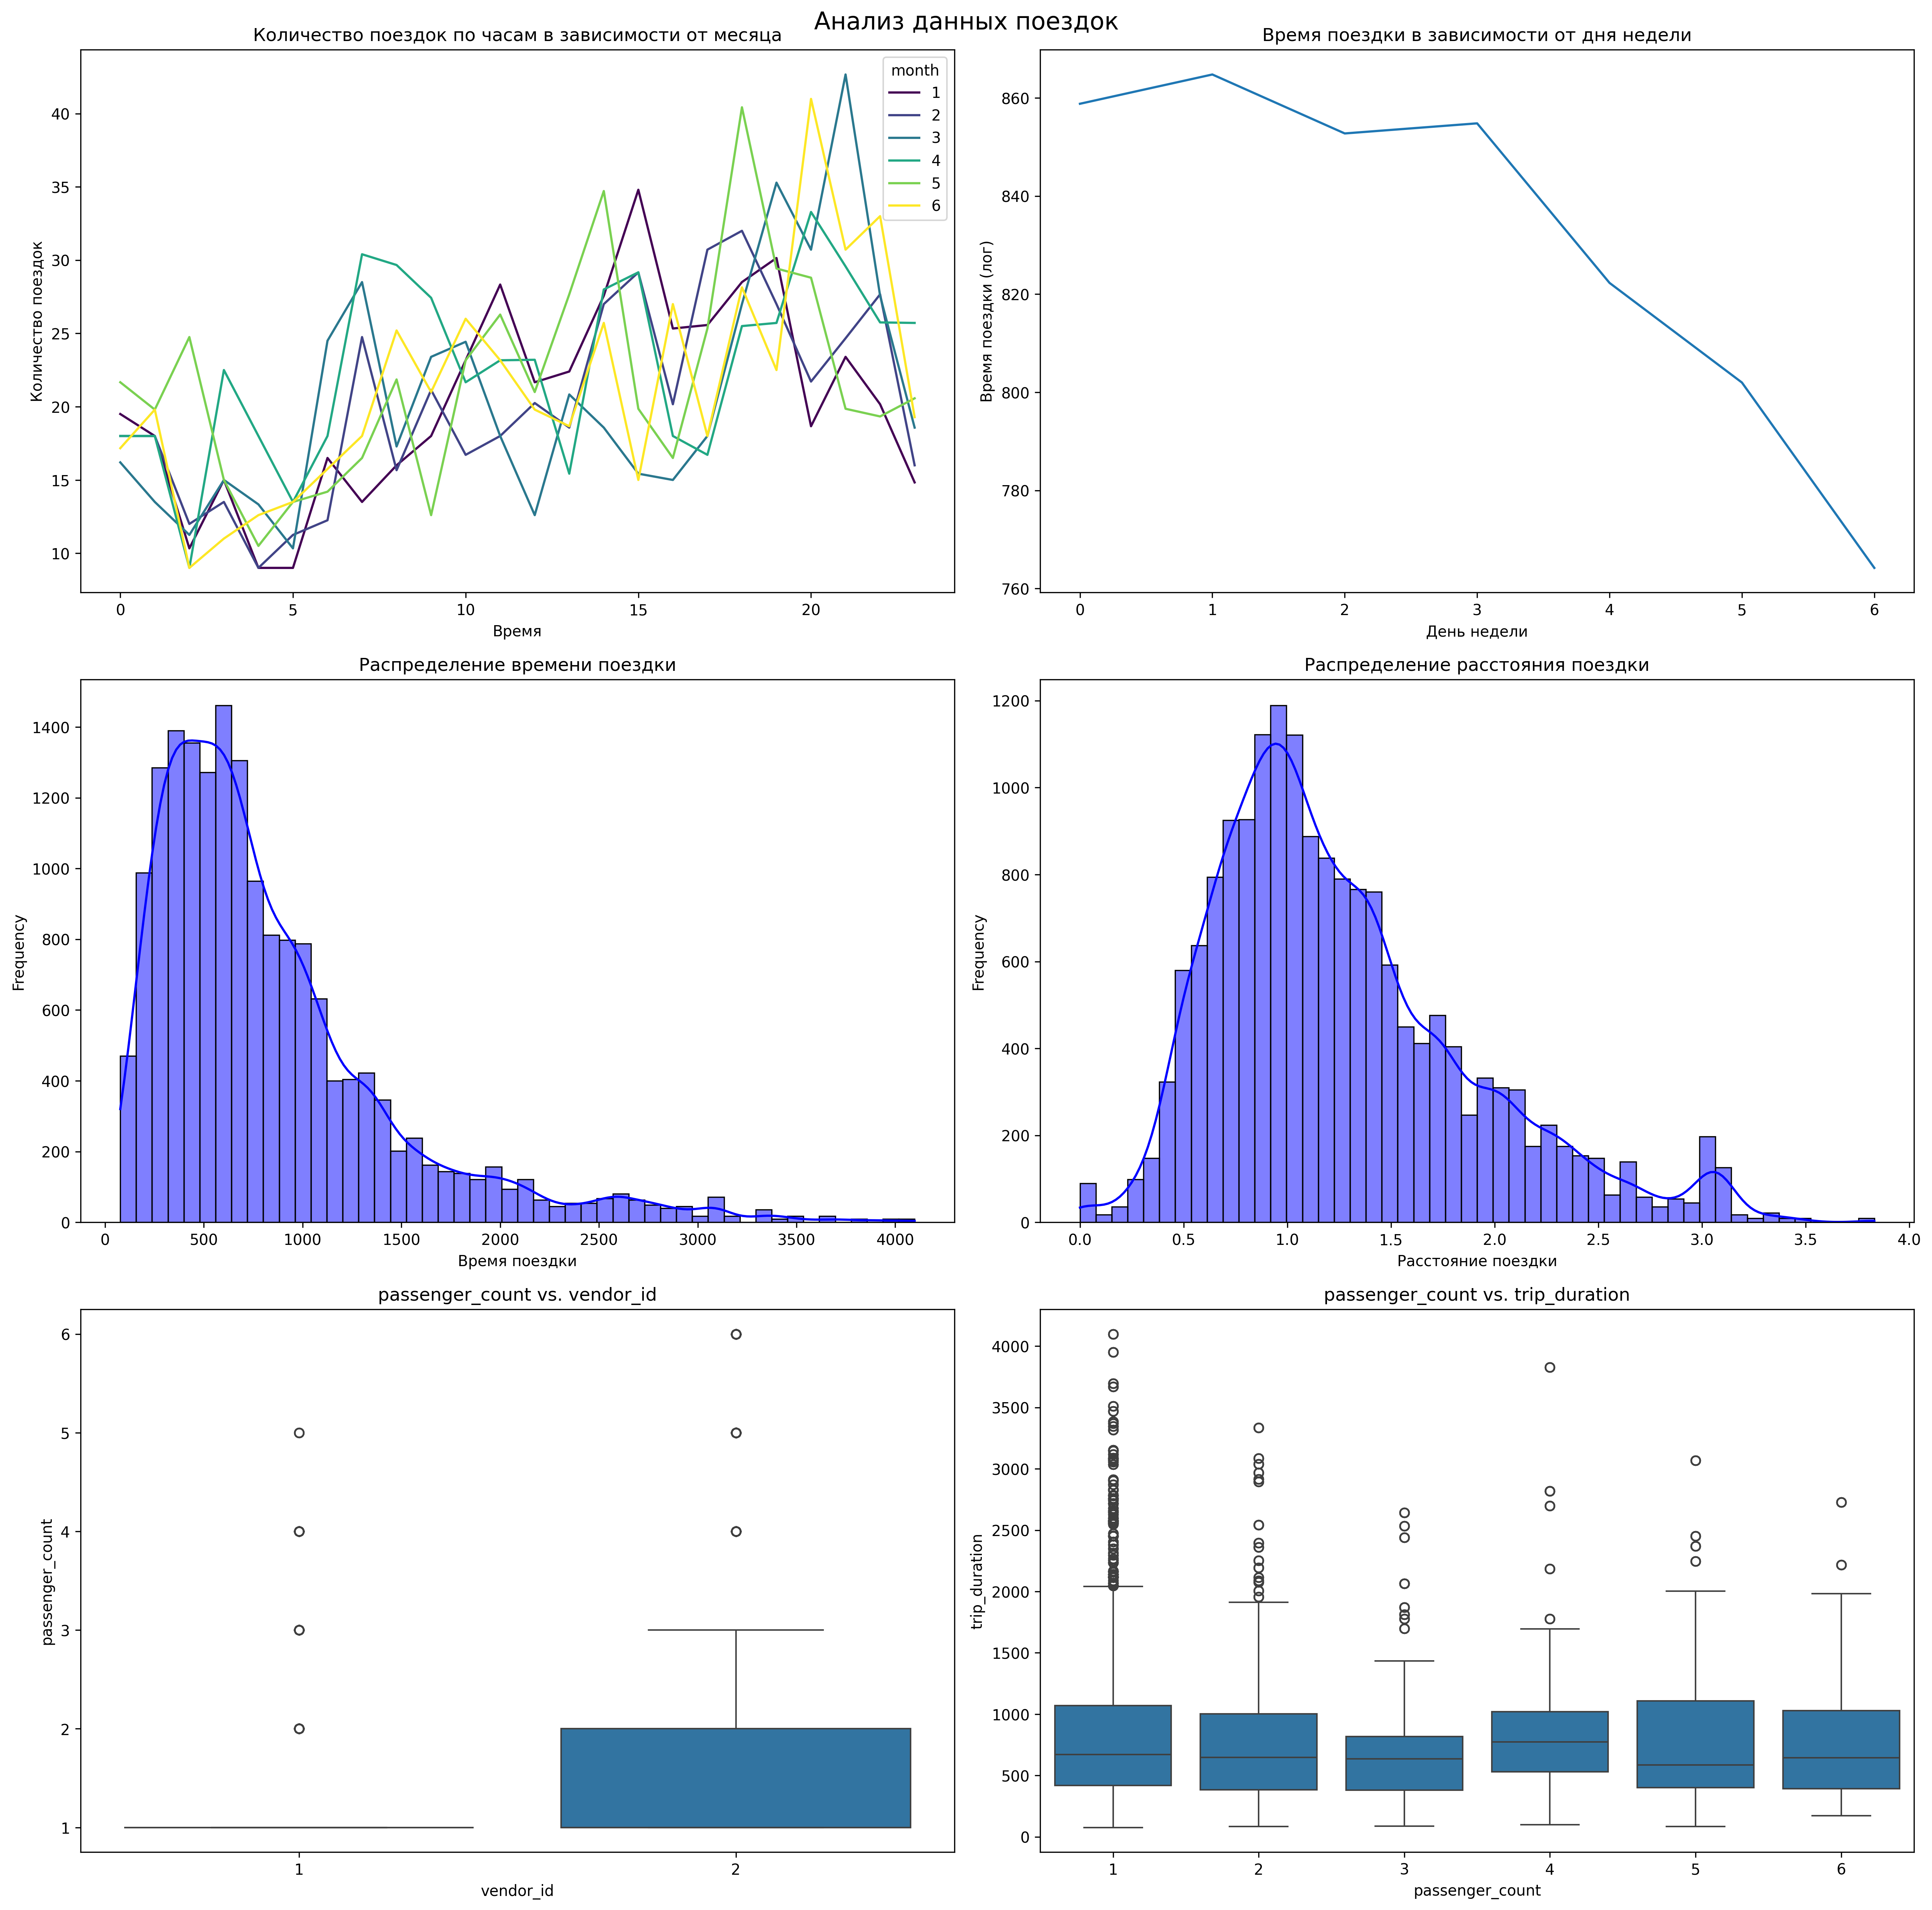 Анализ данных поездок
Количество поездок по часам в зависимости от месяца
Количество поездок
40
35
30
25
20
15
10
0 5 10 15 20
Время
month
1
2
3
4
5
6
Время поездки в зависимости от дня недели
Время поездки (лог)
860
840
820
800
780
760
0 1 2 3 4 5 6
День недели
Распределение времени поездки
Frequency
1400
1200
1000
800
600
400
200
0
0 500 1000 1500 2000 2500 3000 3500 4000
Время поездки
Распределение расстояния поездки
Frequency
1200
1000
800
600
400
200
0
0.0 0.5 1.0 1.5 2.0 2.5 3.0 3.5 4.0
Расстояние поездки
passenger_count vs. vendor_id
passenger_count
6
5
4
3
2
1
1 2
vendor_id
passenger_count vs. trip_duration
trip_duration
4000
3500
3000
2500
2000
1500
1000
500
0
1 2 3 4 5 6
passenger_count